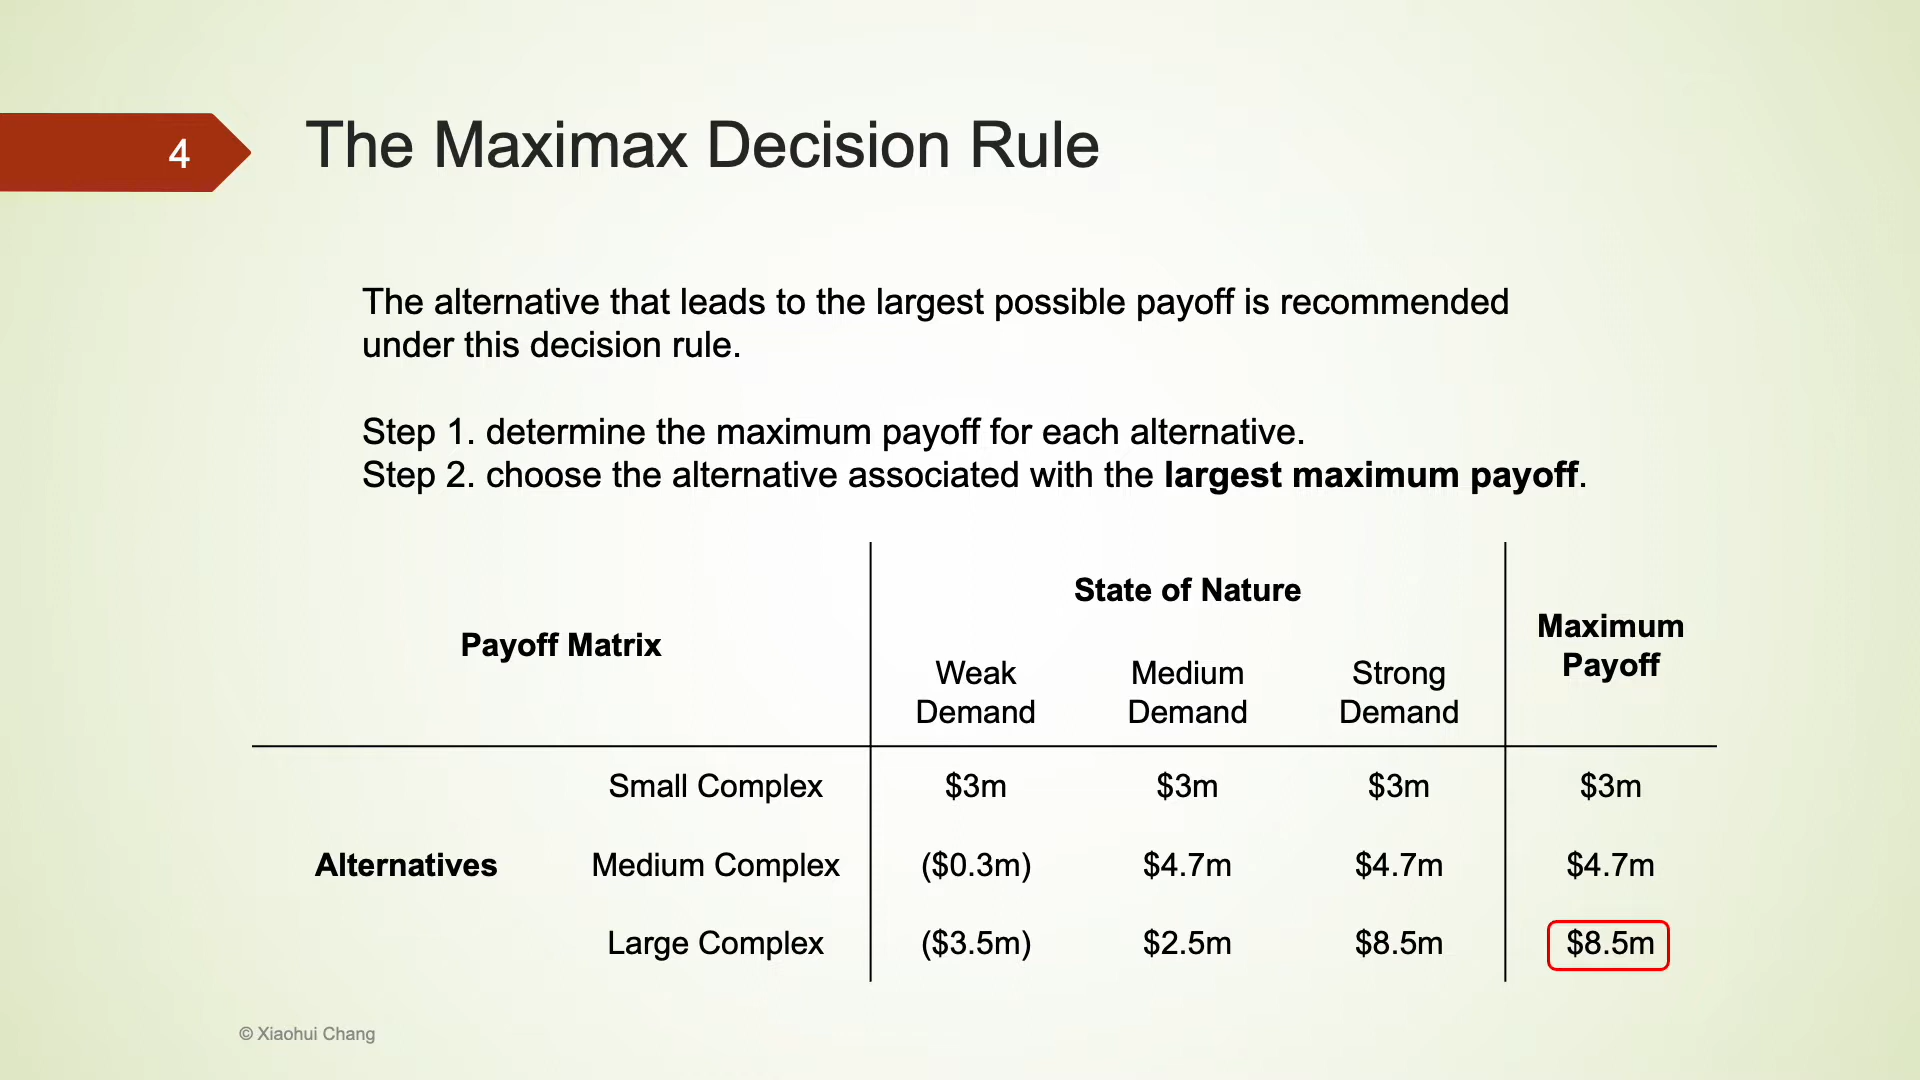 4
The Maximax Decision Rule
The alternative that leads to the largest possible payoff is recommended
under this decision rule.
Step 1. determine the maximum payoff for each alternative.
Step 2. choose the alternative associated with the largest maximum payoff.
Payoff Matrix
State of Nature
Maximum
Payoff
Weak Medium Strong
Demand Demand Demand
Small Complex $3m $3m $3m $3m
Alternatives Medium Complex ($0.3m) $4.7m $4.7m $4.7m
Large Complex ($3.5m) $2.5m $8.5m $8.5m
© Xiaohui Chang